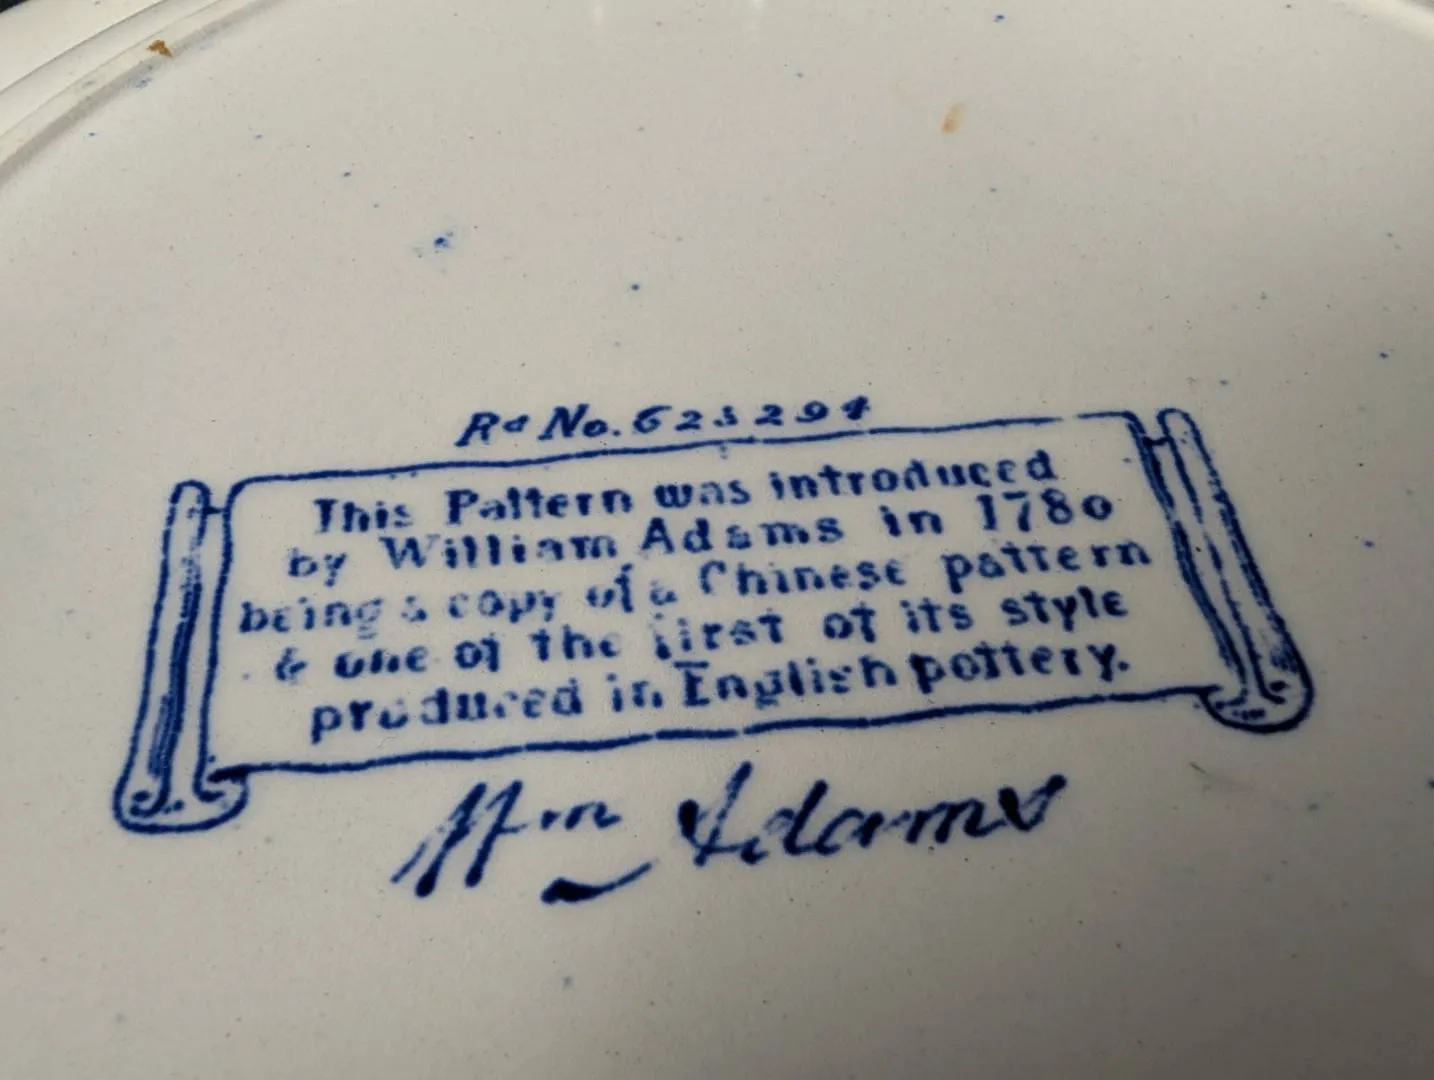 Rd No. 623294
This Pattern was introduced
by William Adams in 1780
being a copy of a Chinese pattern
& one of the first of its style
produced in English pottery.
Wm Adams